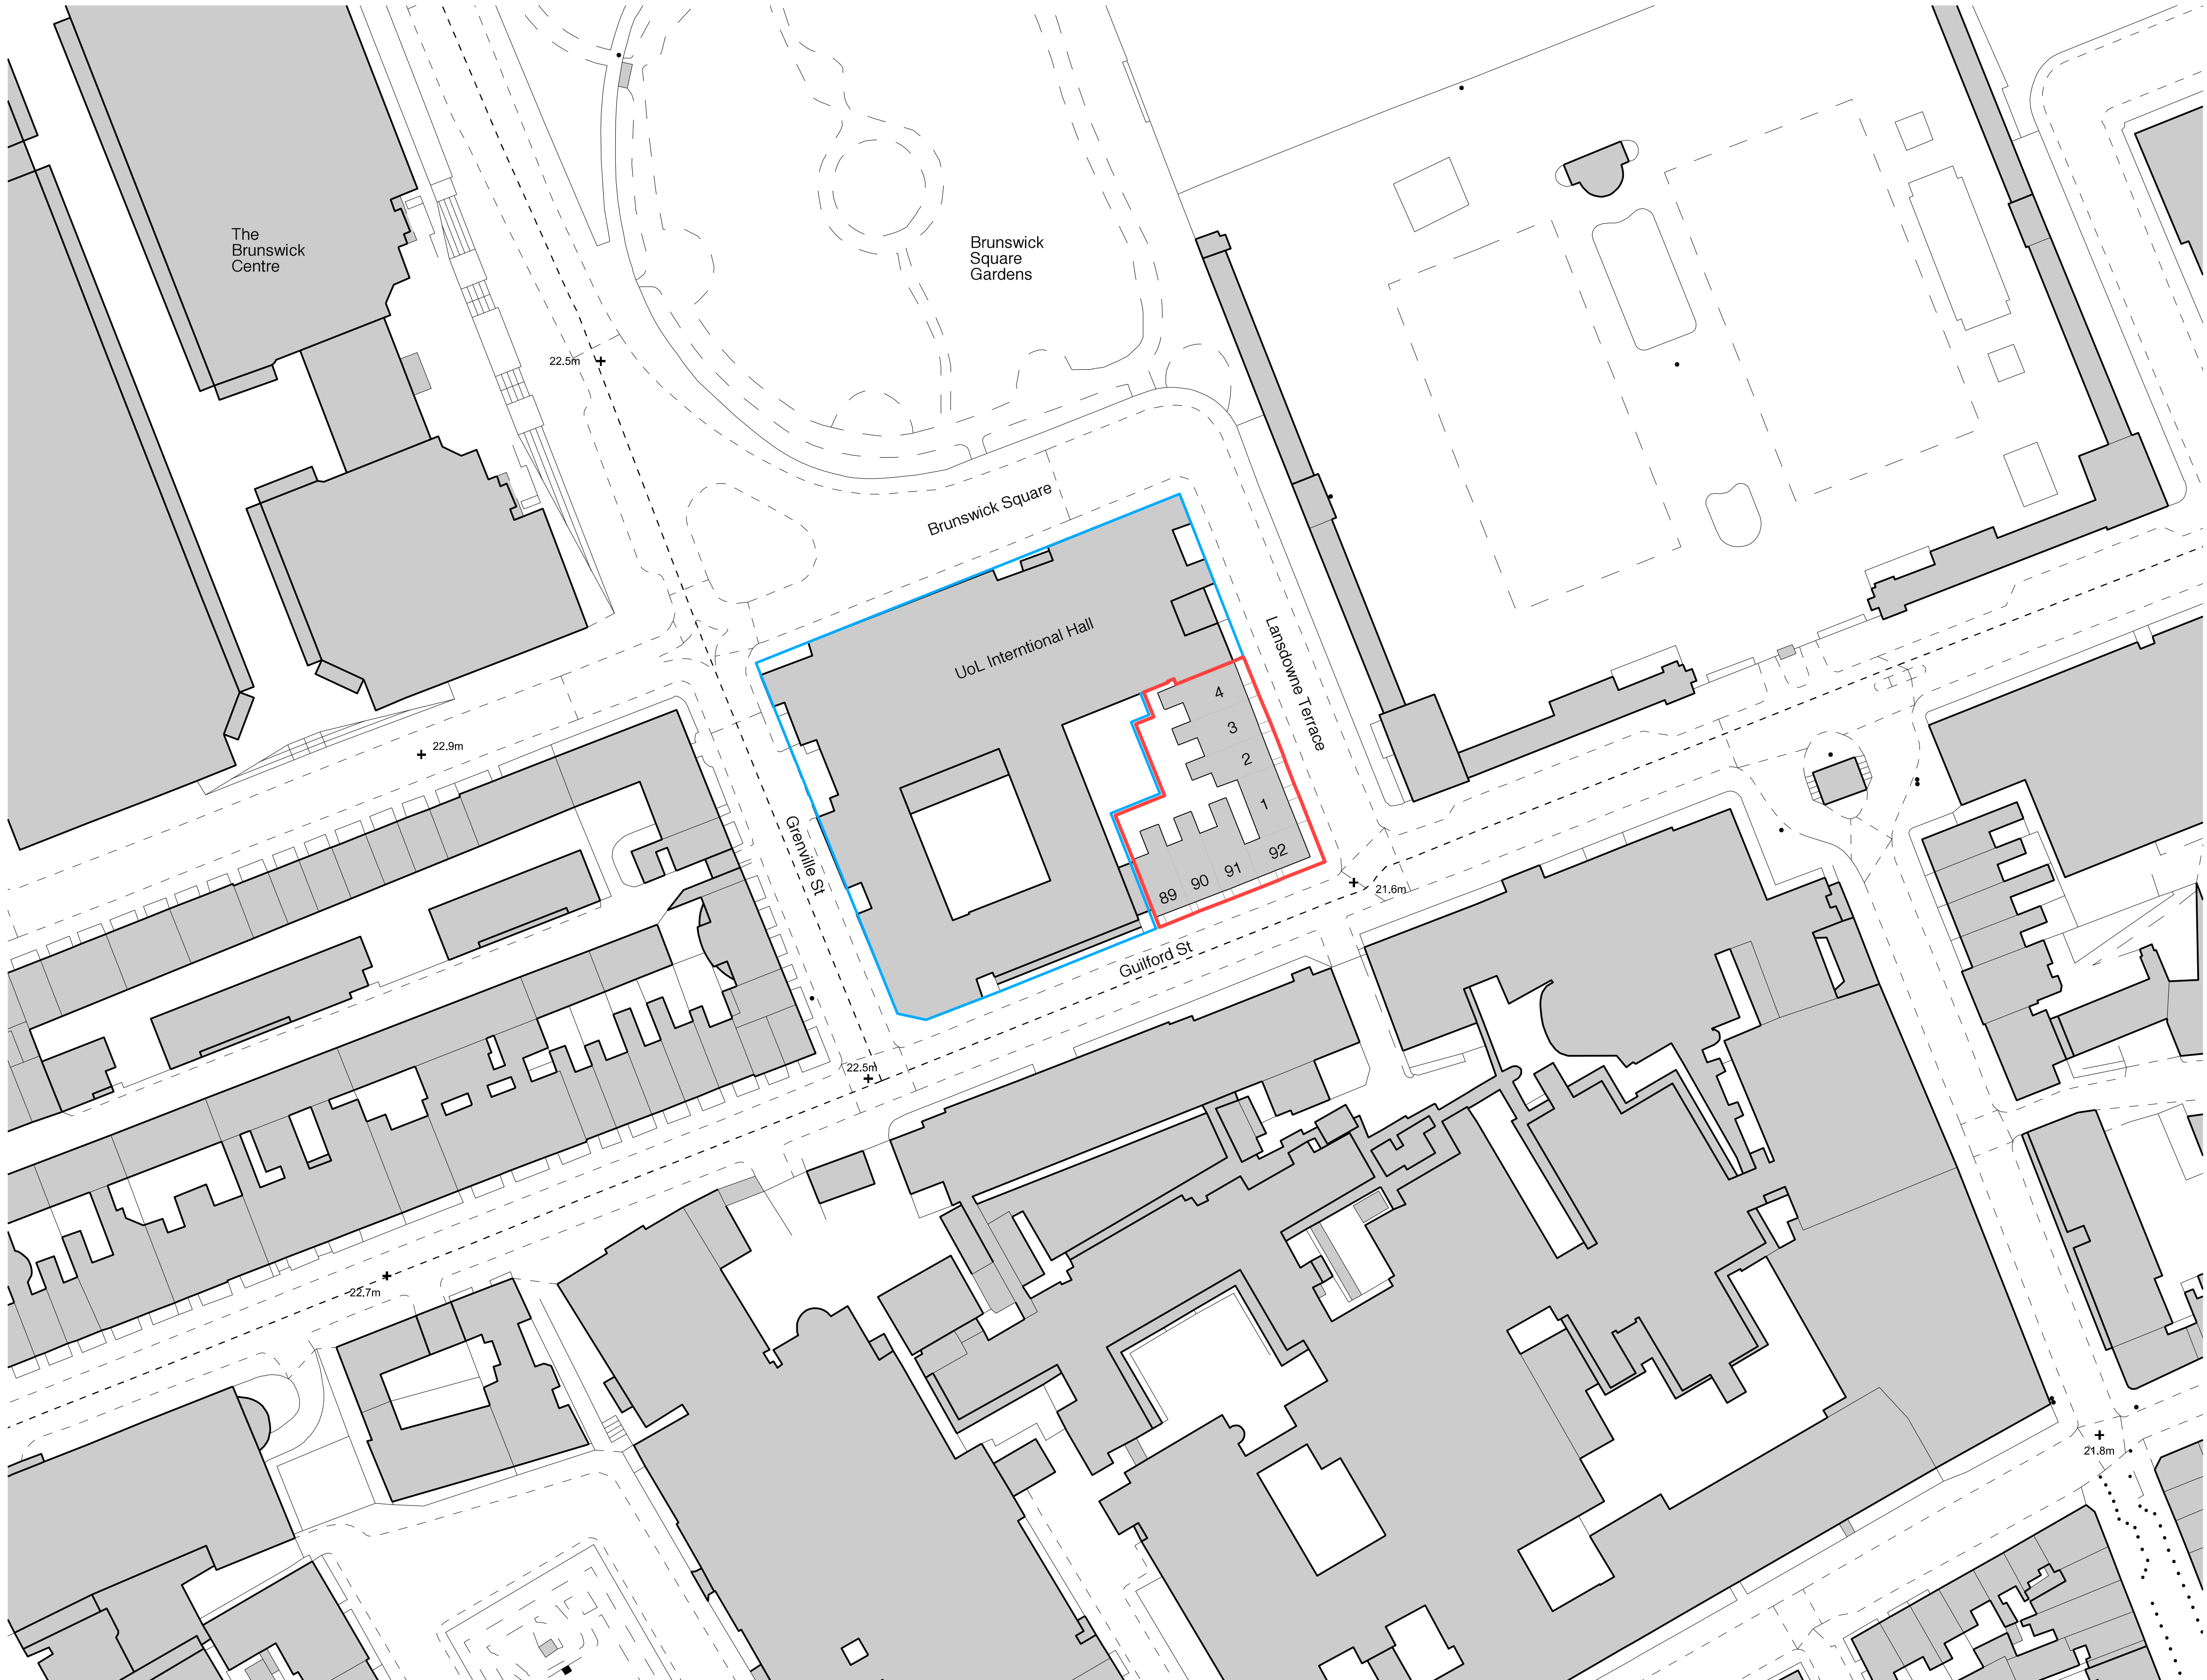 The
Brunswick
Centre
Brunswick
Square
Gardens
22.5m
Brunswick Square
UoL Interntional Hall
Lansdowne Terrace
4
3
2
1
22.9m
Grenville St
92
91
90
89
21.6m
Guilford St
22.5m
22.7m
21.8m